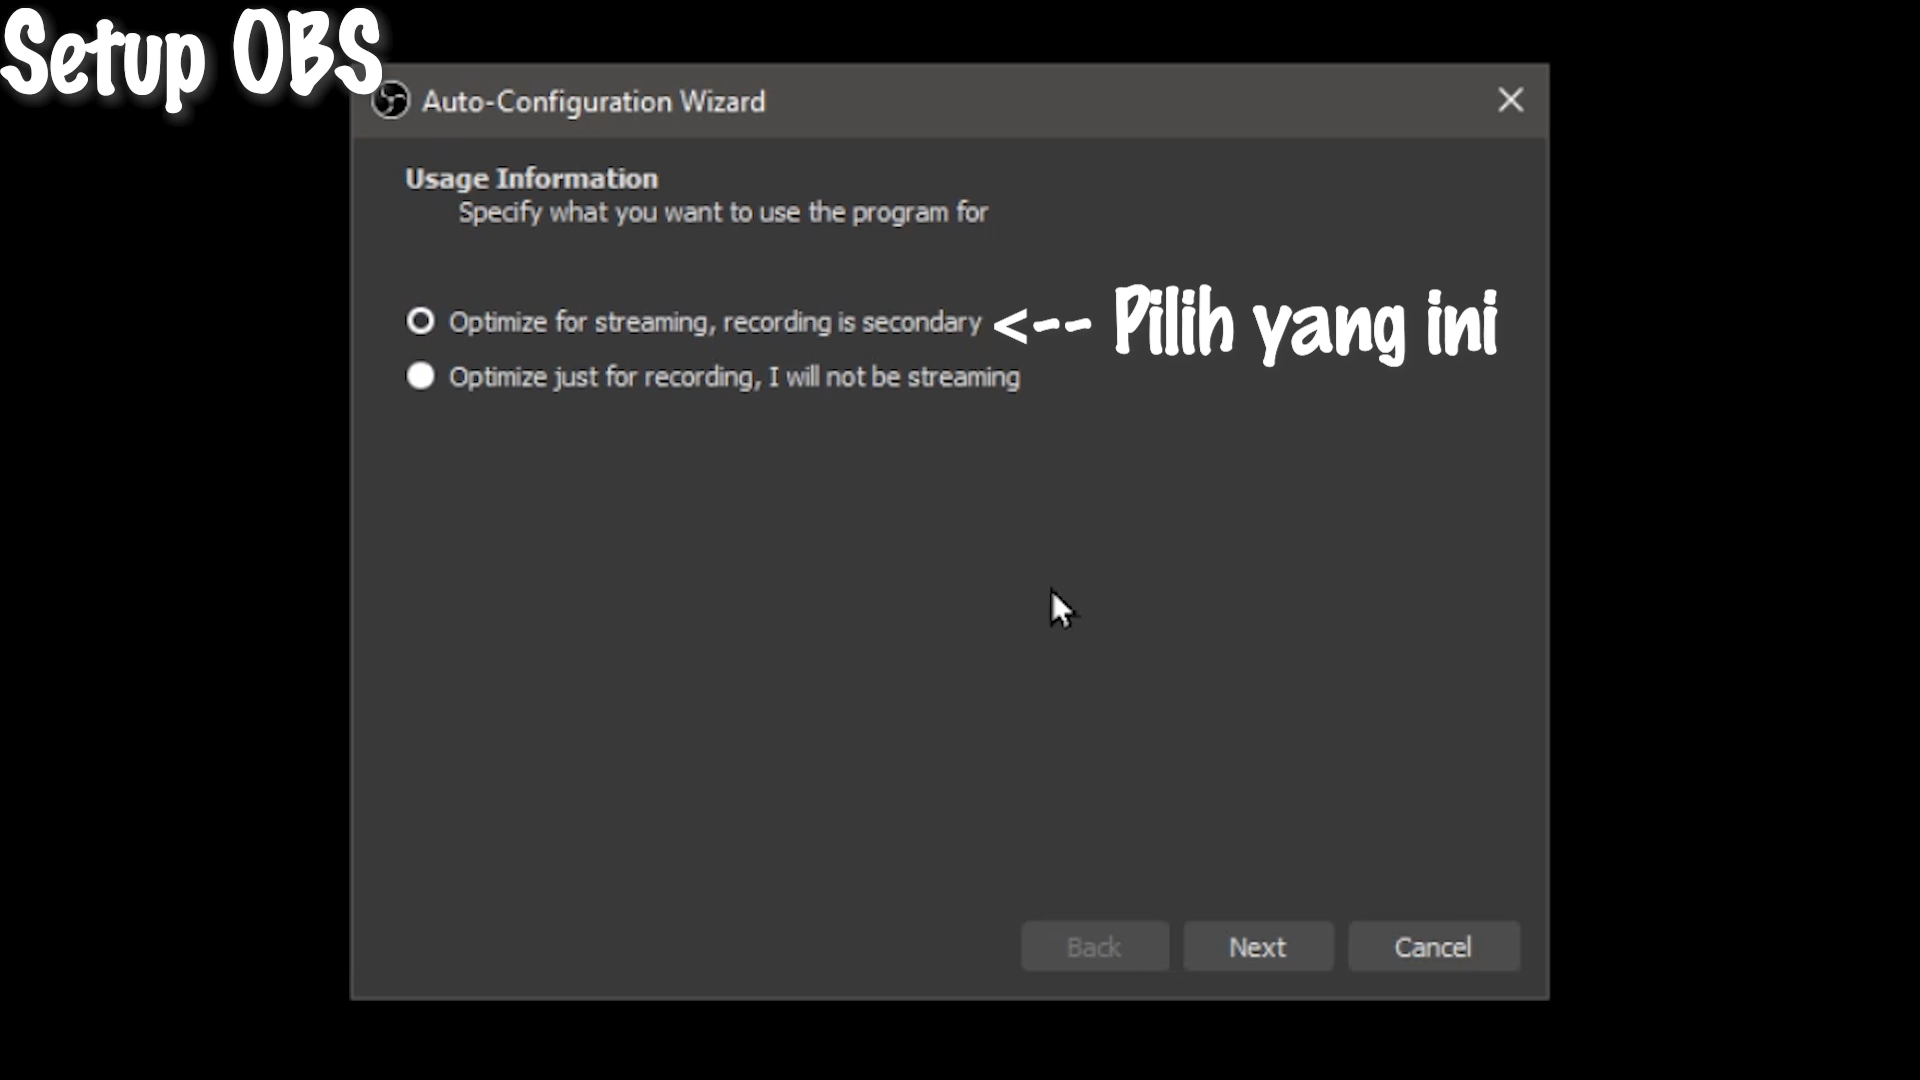 Setup OBS
Auto-Configuration Wizard
Usage Information
Specify what you want to use the program for
Optimize for streaming, recording is secondary <-- Pilih yang ini
Optimize just for recording, I will not be streaming
Back Next Cancel